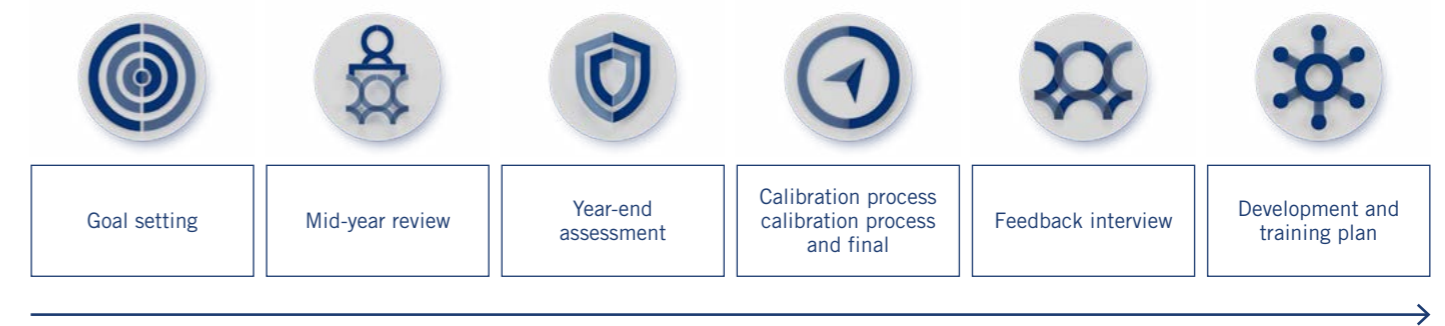 Goal setting
Mid-year review
Year-end
assessment
Calibration process
calibration process
and final
Feedback interview
Development and
training plan